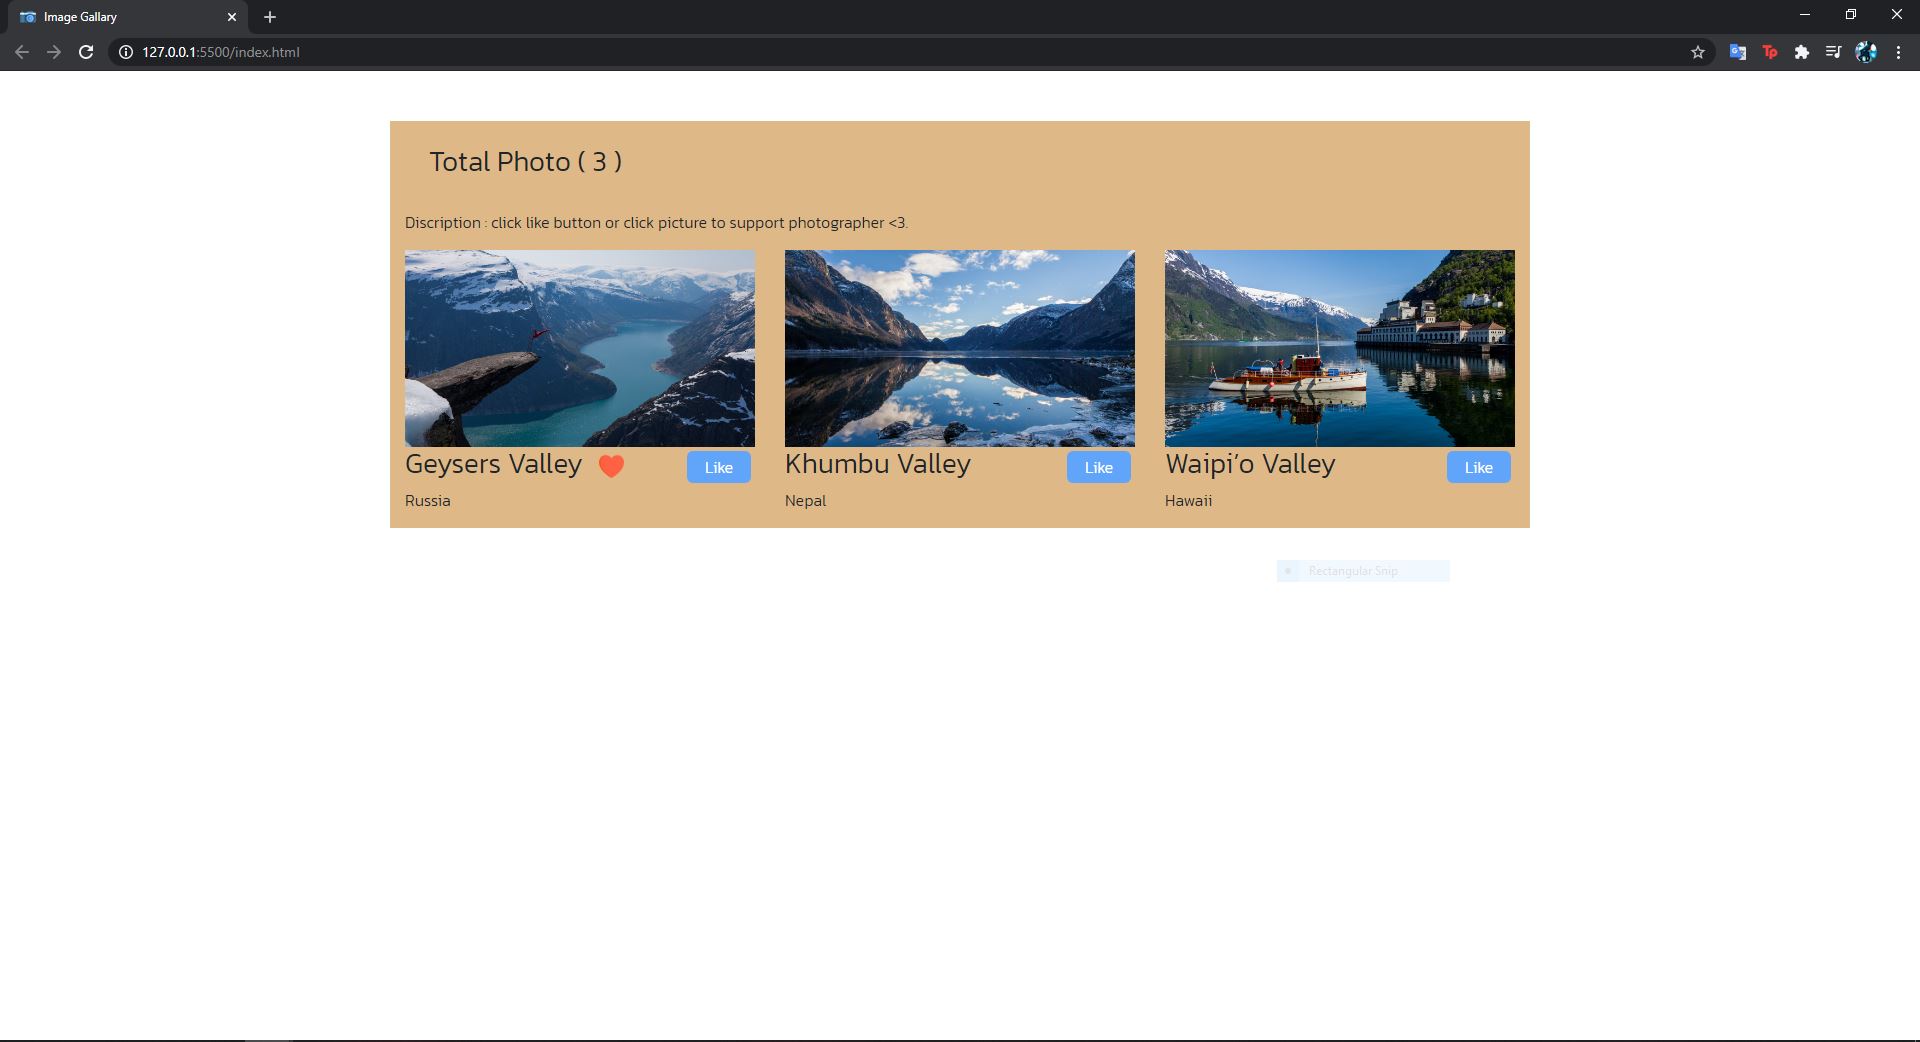 Image Gallary
127.0.0.1:5500/index.html
Total Photo ( 3 )
Discription : click like button or click picture to support photographer <3.
Geysers Valley Like
Russia
Khumbu Valley Like
Nepal
Waipi’o Valley Like
Hawaii
Rectangular Snip